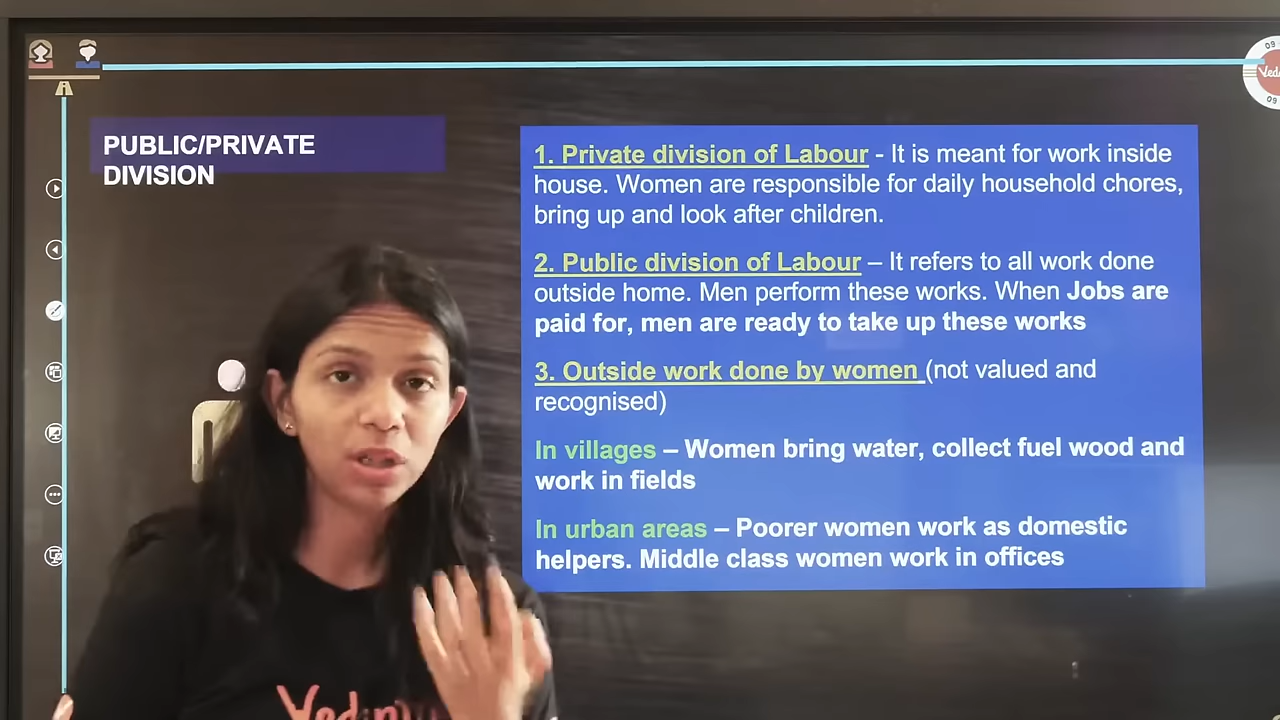 PUBLIC/PRIVATE
DIVISION
1. Private division of Labour - It is meant for work inside
house. Women are responsible for daily household chores,
bring up and look after children.
2. Public division of Labour – It refers to all work done
outside home. Men perform these works. When Jobs are
paid for, men are ready to take up these works
3. Outside work done by women (not valued and
recognised)
In villages – Women bring water, collect fuel wood and
work in fields
In urban areas – Poorer women work as domestic
helpers. Middle class women work in offices
09
09